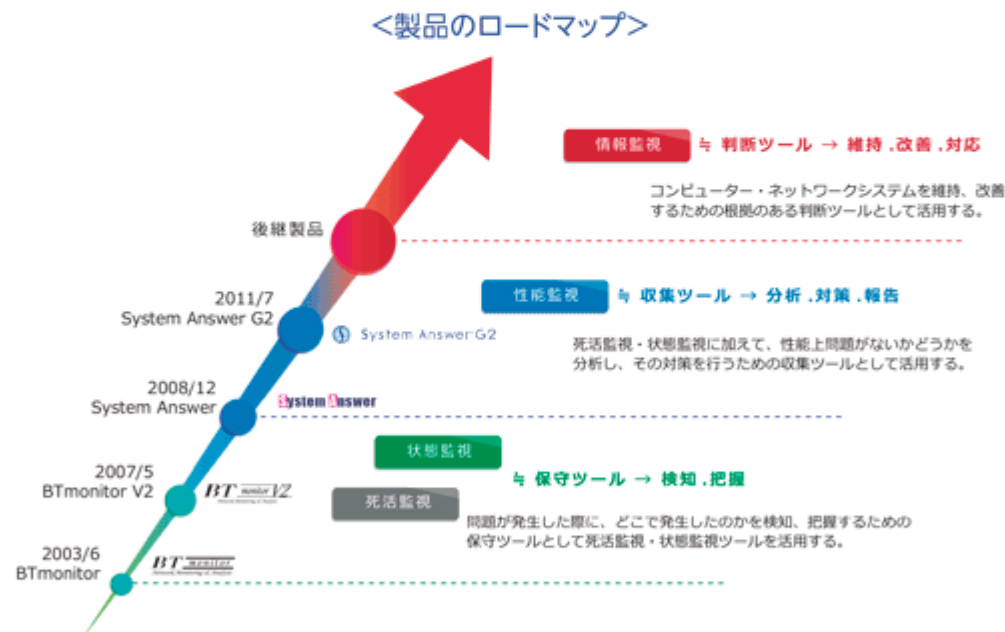 ＜製品のロードマップ＞
情報監視 ≒ 判断ツール → 維持 .改善 .対応
コンピューター・ネットワークシステムを維持、改善
するための根拠のある判断ツールとして活用する。
後継製品
性能監視 ≒ 収集ツール → 分析 .対策 .報告
2011/7
System Answer G2
System Answer G2
死活監視・状態監視に加えて、性能上問題がないかどうかを
分析し、その対策を行うための収集ツールとして活用する。
2008/12
System Answer
System Answer
状態監視
≒ 保守ツール → 検知 .把握
死活監視
2007/5
BTmonitor V2
BT monitor V2
問題が発生した際に、どこで発生したのかを検知、把握するための
保守ツールとして死活監視・状態監視ツールを活用する。
2003/6
BTmonitor
BT monitor